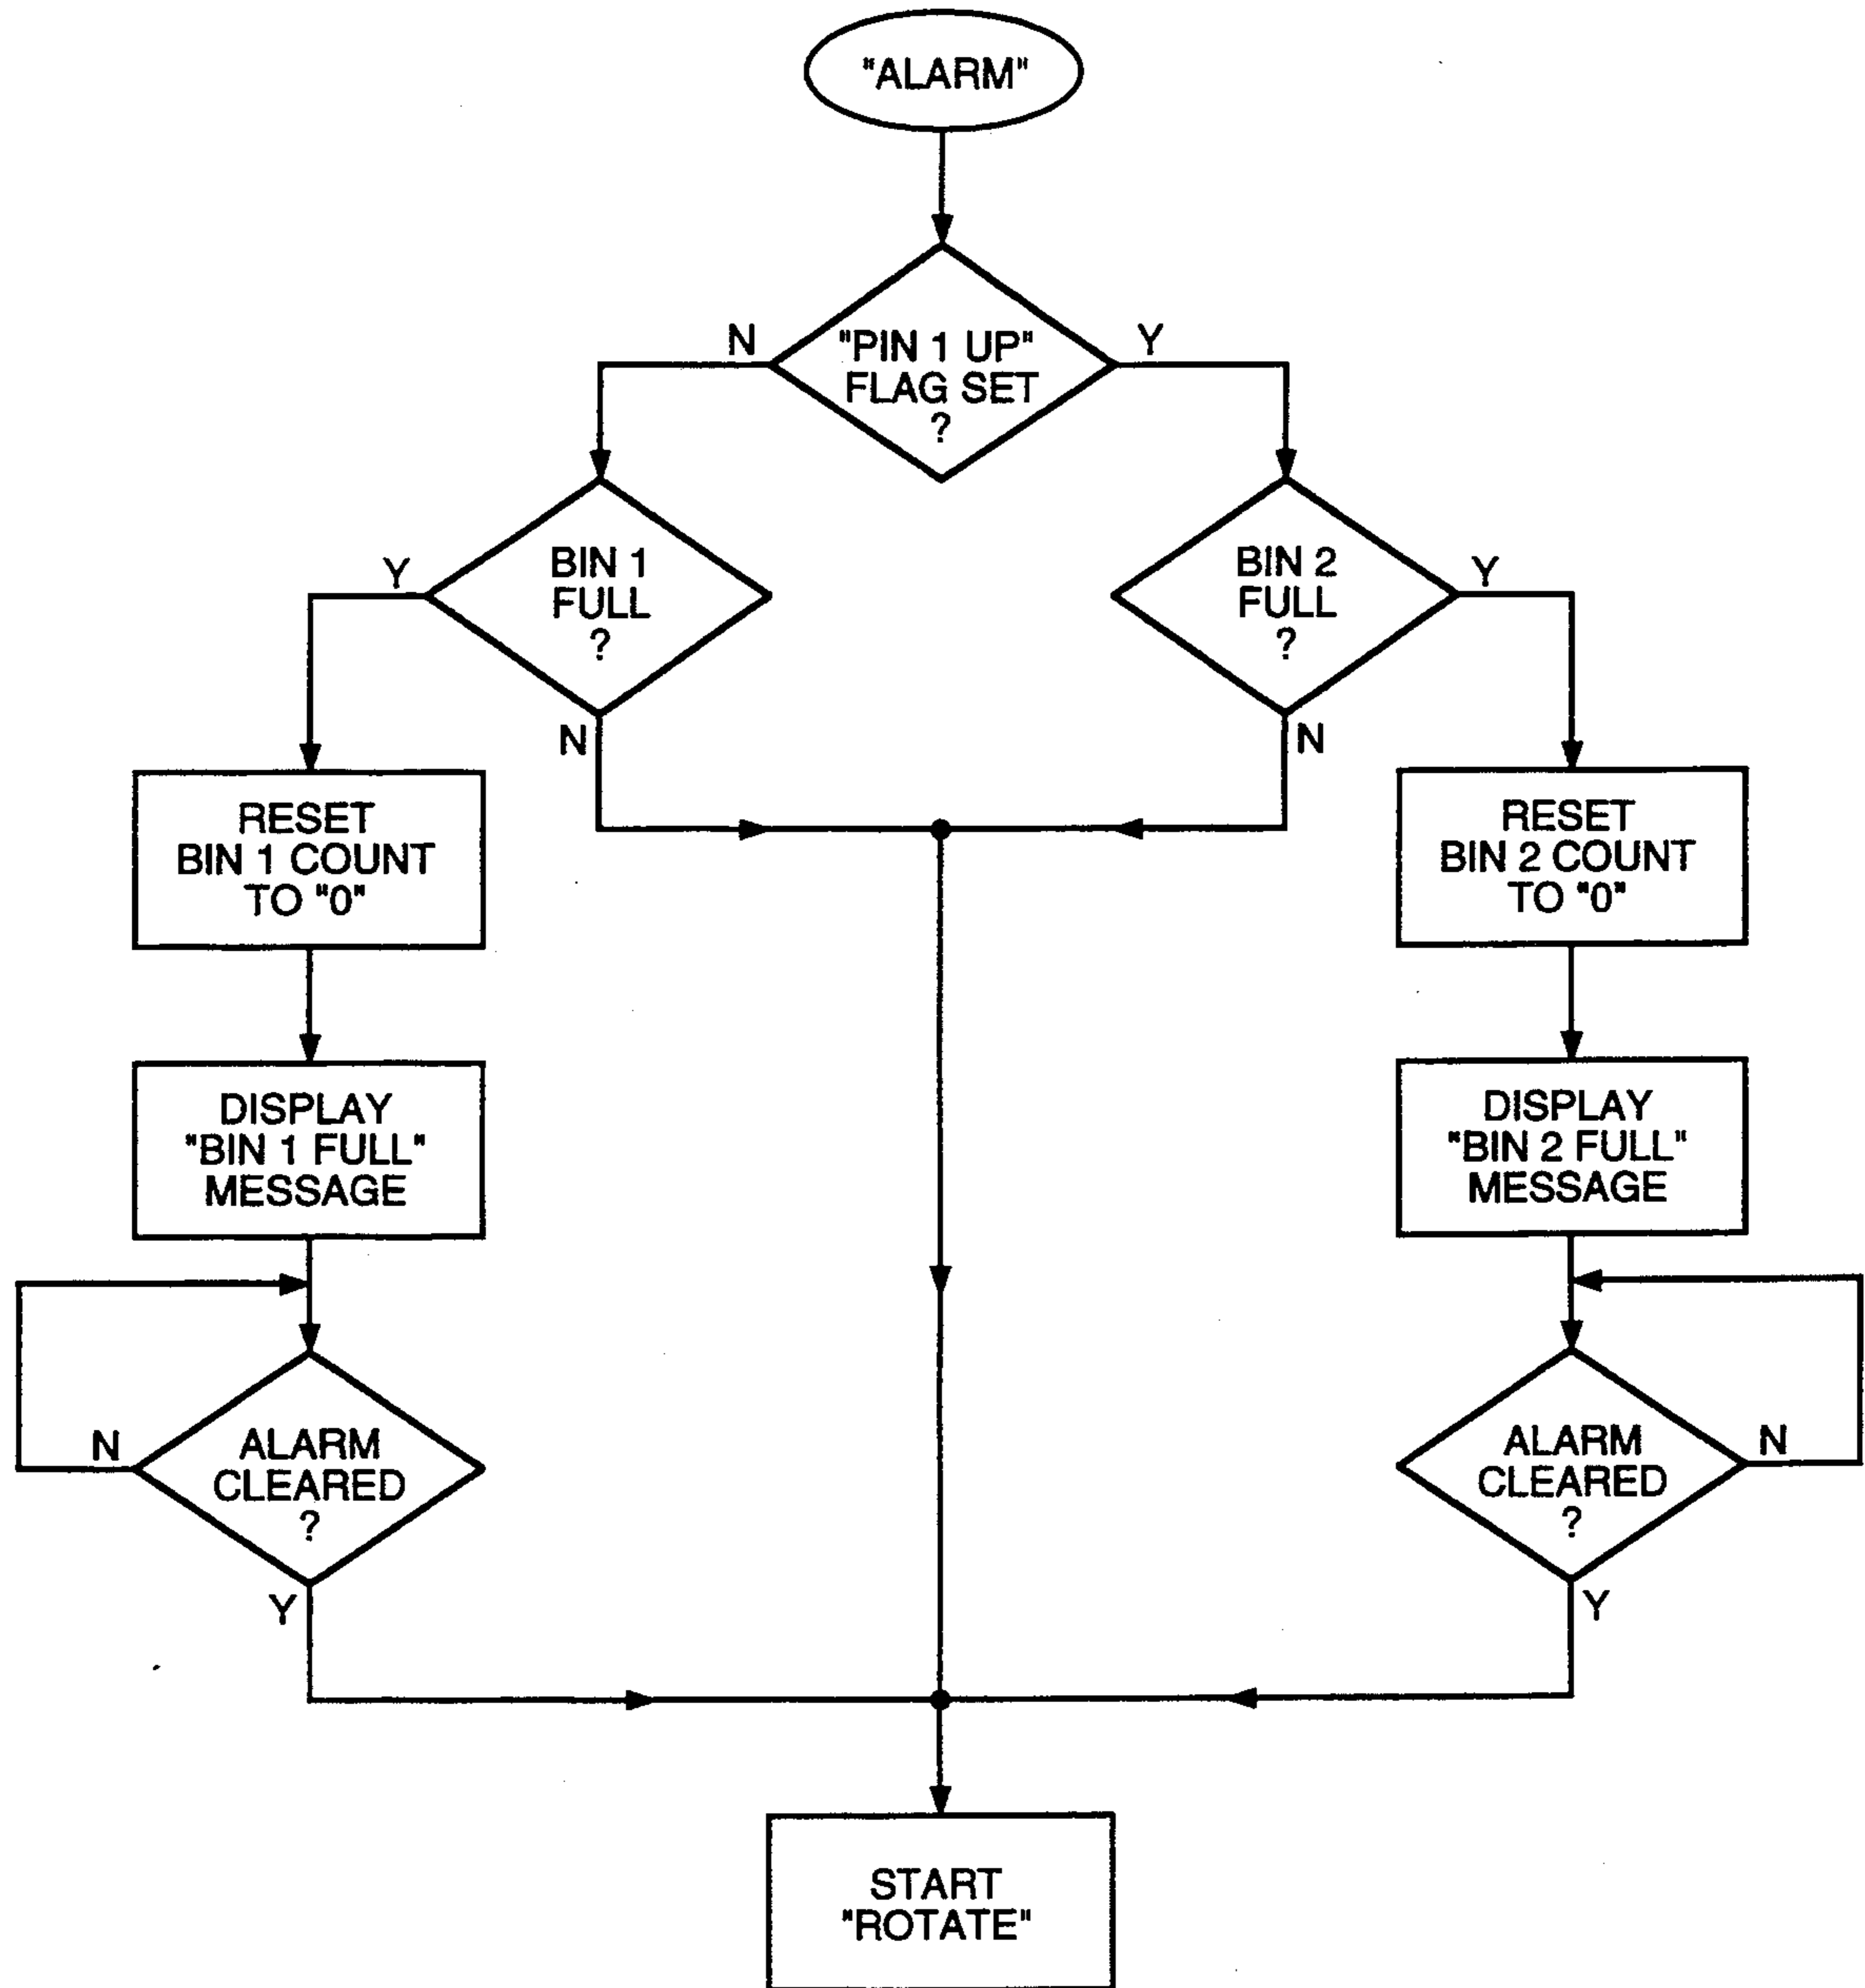 "ALARM"
"PIN 1 UP"
FLAG SET
?
N
Y
BIN 1
FULL
?
Y
N
BIN 2
FULL
?
Y
N
RESET
BIN 1 COUNT
TO "0"
RESET
BIN 2 COUNT
TO "0"
DISPLAY
"BIN 1 FULL"
MESSAGE
DISPLAY
"BIN 2 FULL"
MESSAGE
ALARM
CLEARED
?
N
Y
ALARM
CLEARED
?
N
Y
START
"ROTATE"